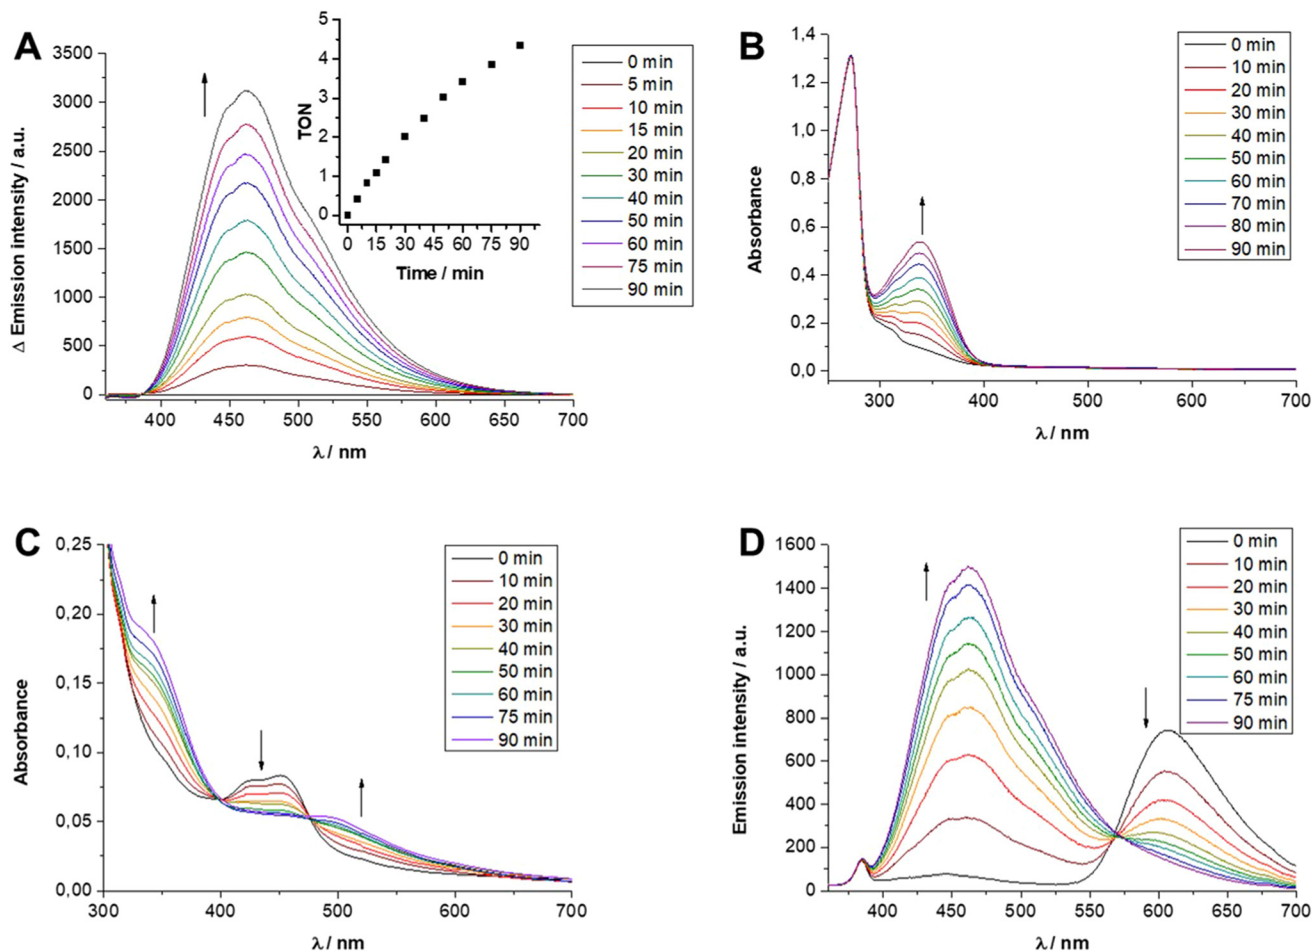 A
3500
3000
2500
2000
1500
1000
500
0
Δ Emission intensity / a.u.
400 450 500 550 600 650 700
λ / nm
5
4
3
2
1
0
TON
0 15 30 45 60 75 90
Time / min
0 min
5 min
10 min
15 min
20 min
30 min
40 min
50 min
60 min
75 min
90 min
B
1,4
1,2
1,0
0,8
0,6
0,4
0,2
0,0
Absorbance
300 400 500 600 700
λ / nm
0 min
10 min
20 min
30 min
40 min
50 min
60 min
70 min
80 min
90 min
C
0,25
0,20
0,15
0,10
0,05
0,00
Absorbance
300 400 500 600 700
λ / nm
0 min
10 min
20 min
30 min
40 min
50 min
60 min
75 min
90 min
D
1600
1400
1200
1000
800
600
400
200
0
Emission intensity / a.u.
400 450 500 550 600 650 700
λ / nm
0 min
10 min
20 min
30 min
40 min
50 min
60 min
75 min
90 min